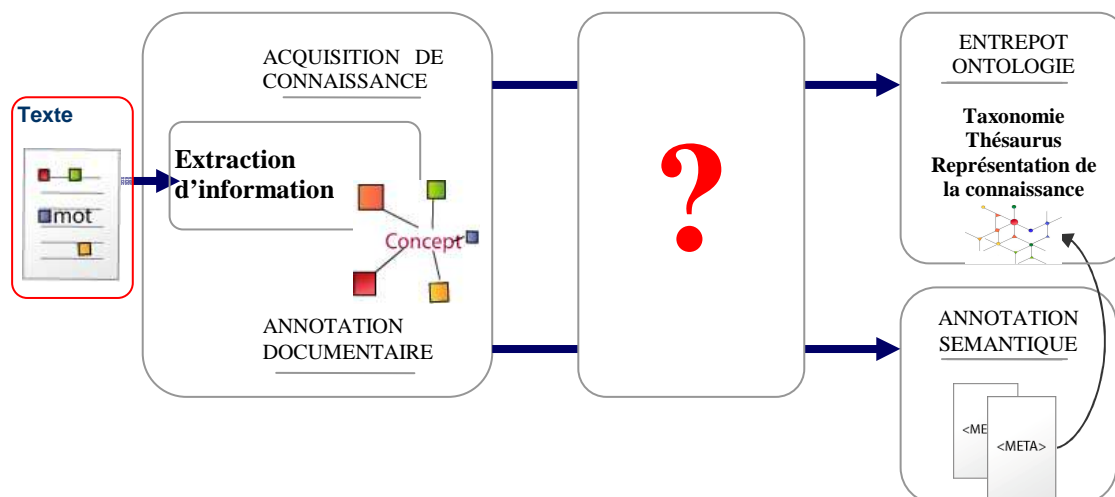 Texte
mot
ACQUISITION DE
CONNAISSANCE
Extraction
d'information
Concept
ANNOTATION
DOCUMENTAIRE
?
ENTREPOT
ONTOLOGIE
Taxonomie
Thésaurus
Représentation de
la connaissance
ANNOTATION
SEMANTIQUE
<ME
<META>